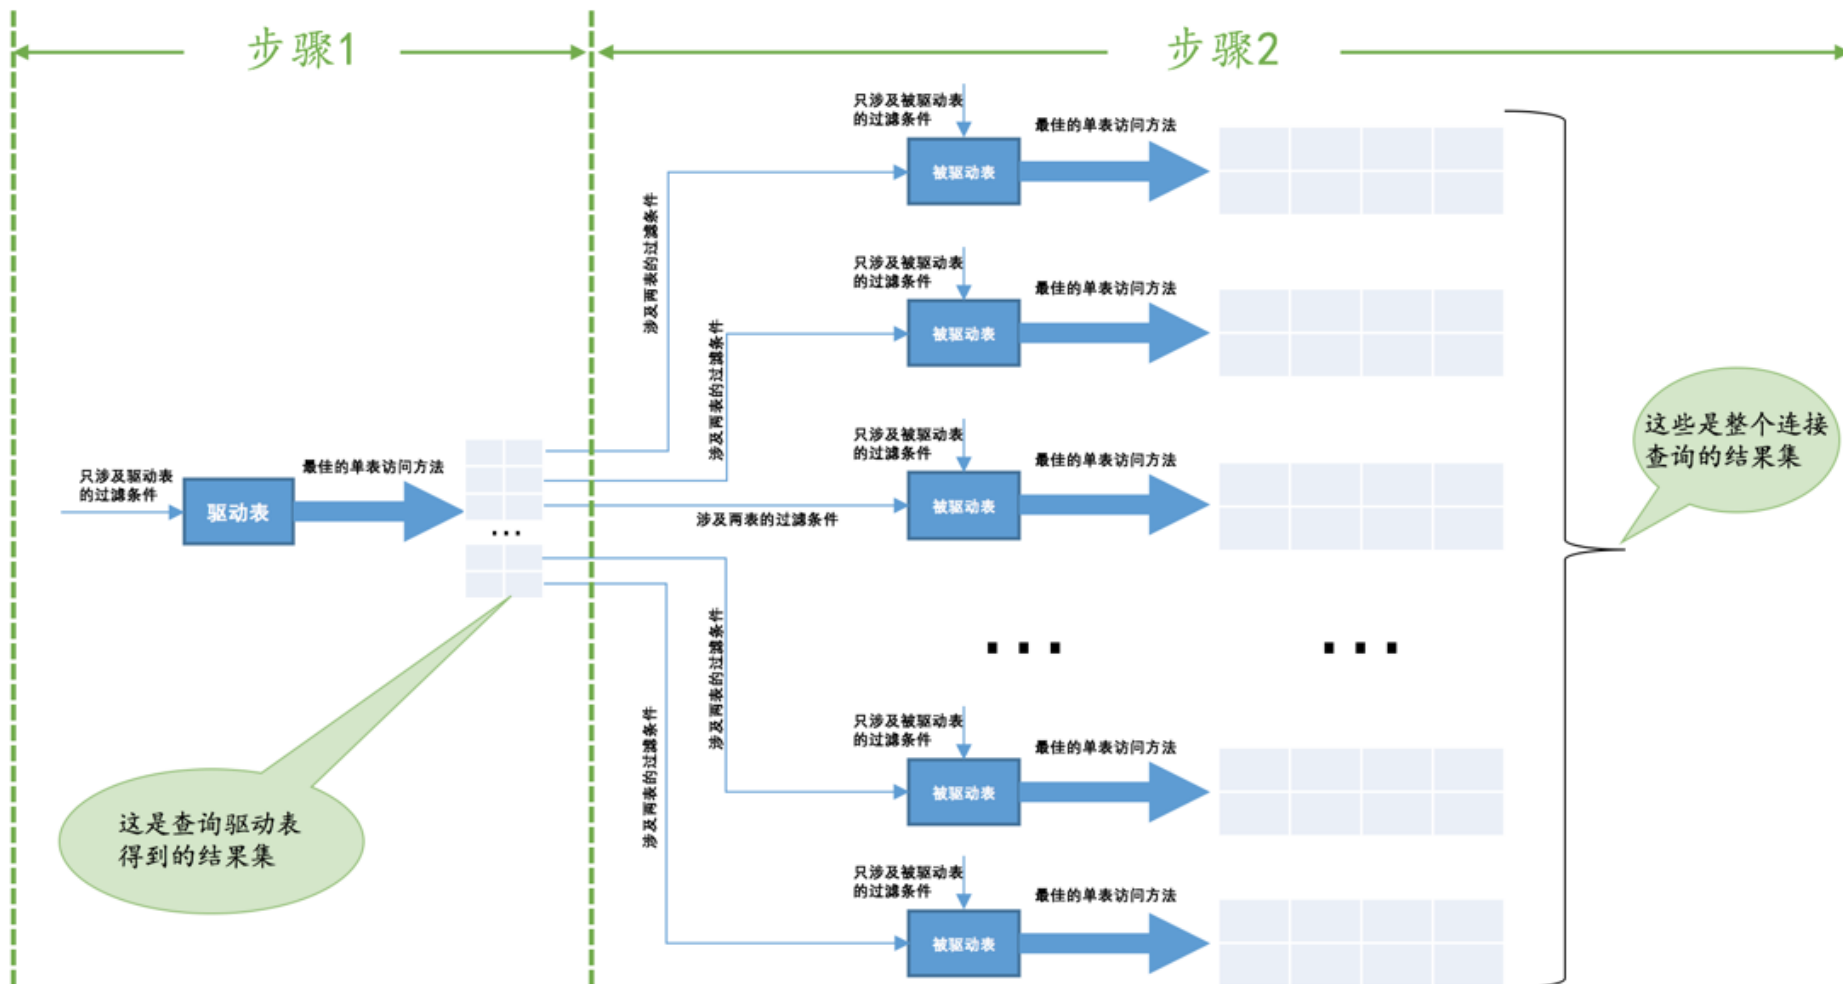 步骤1
步骤2
只涉及驱动表
的过滤条件
驱动表
最佳的单表访问方法
...
这是查询驱动表
得到的结果集
涉及两表的过滤条件
只涉及被驱动表
的过滤条件
被驱动表
最佳的单表访问方法
涉及两表的过滤条件
只涉及被驱动表
的过滤条件
被驱动表
最佳的单表访问方法
涉及两表的过滤条件
只涉及被驱动表
的过滤条件
被驱动表
最佳的单表访问方法
...
...
涉及两表的过滤条件
只涉及被驱动表
的过滤条件
被驱动表
最佳的单表访问方法
涉及两表的过滤条件
只涉及被驱动表
的过滤条件
被驱动表
最佳的单表访问方法
这些是整个连接
查询的结果集